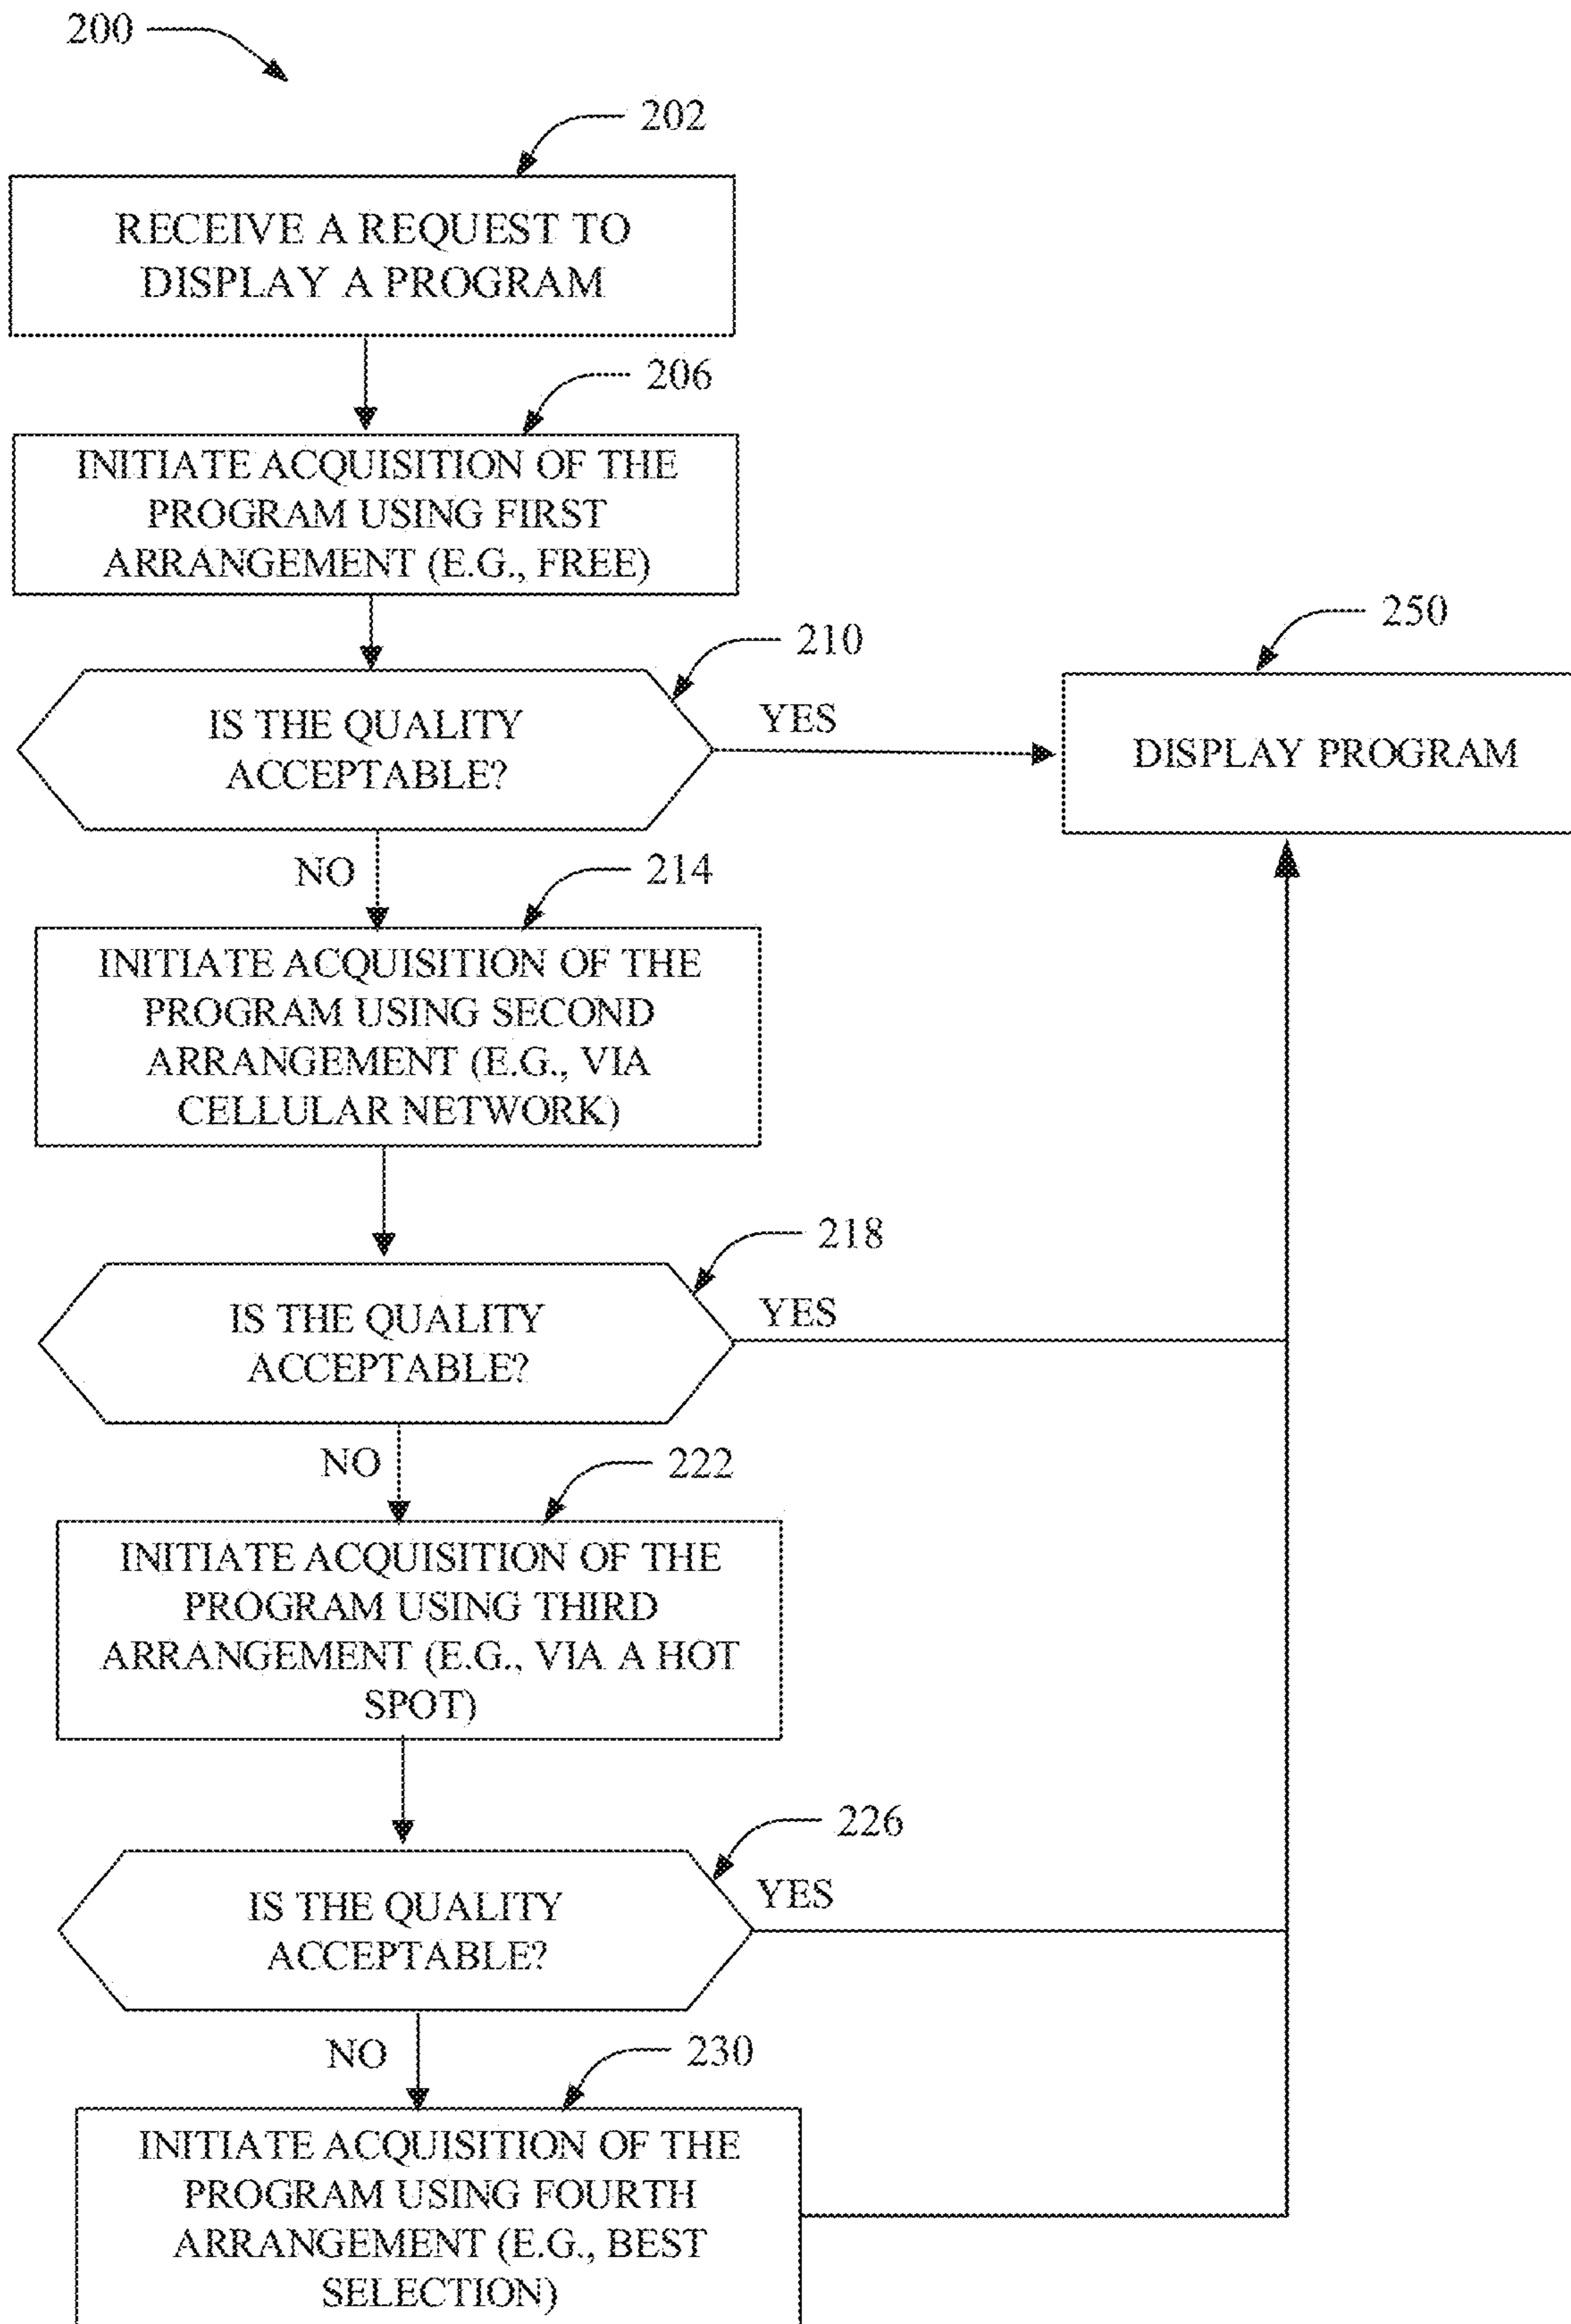 200
202
RECEIVE A REQUEST TO
DISPLAY A PROGRAM
206
INITIATE ACQUISITION OF THE
PROGRAM USING FIRST
ARRANGEMENT (E.G., FREE)
210
250
IS THE QUALITY
ACCEPTABLE?
YES
DISPLAY PROGRAM
NO
214
INITIATE ACQUISITION OF THE
PROGRAM USING SECOND
ARRANGEMENT (E.G., VIA
CELLULAR NETWORK)
218
IS THE QUALITY
ACCEPTABLE?
YES
NO
222
INITIATE ACQUISITION OF THE
PROGRAM USING THIRD
ARRANGEMENT (E.G., VIA A HOT
SPOT)
226
IS THE QUALITY
ACCEPTABLE?
YES
NO
230
INITIATE ACQUISITION OF THE
PROGRAM USING FOURTH
ARRANGEMENT (E.G., BEST
SELECTION)